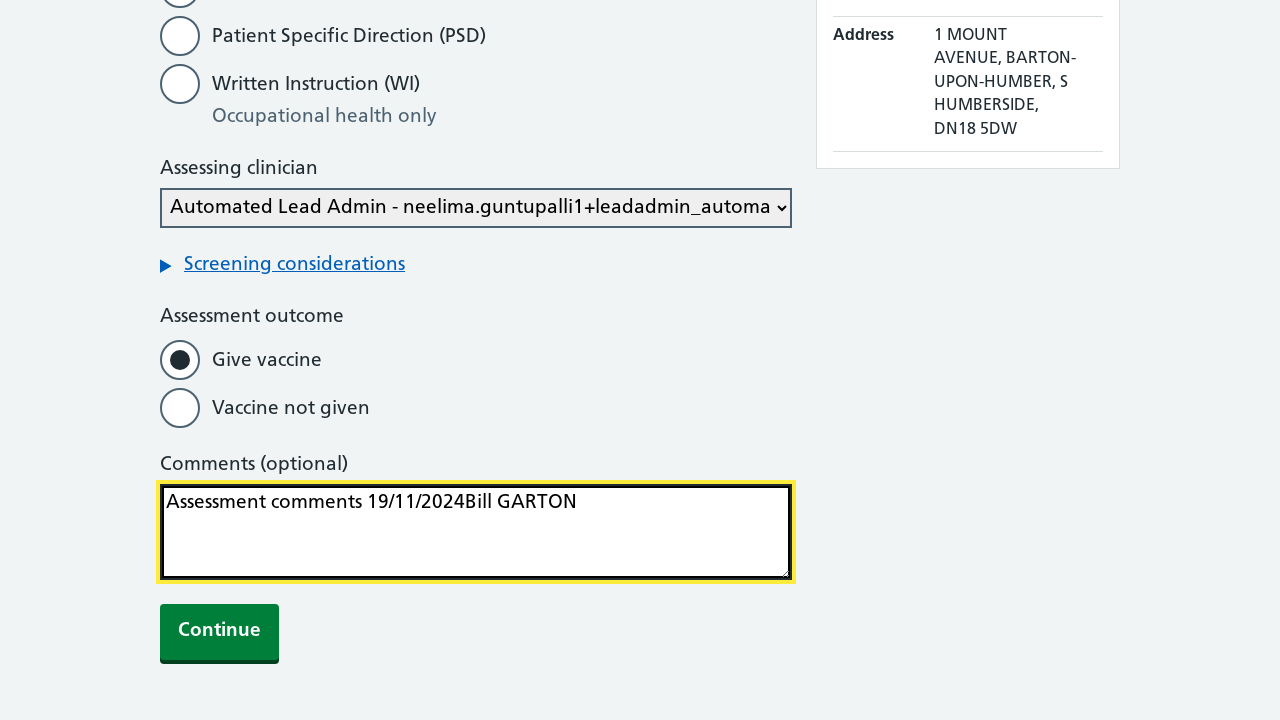 Patient Specific Direction (PSD)
Written Instruction (WI)
Occupational health only
Assessing clinician
Automated Lead Admin - neelima.guntupalli1+leadadmin_automa
Screening considerations
Assessment outcome
Give vaccine
Vaccine not given
Comments (optional)
Assessment comments 19/11/2024Bill GARTON
Continue
Address
1 MOUNT
AVENUE, BARTON-
UPON-HUMBER, S
HUMBERSIDE,
DN18 5DW